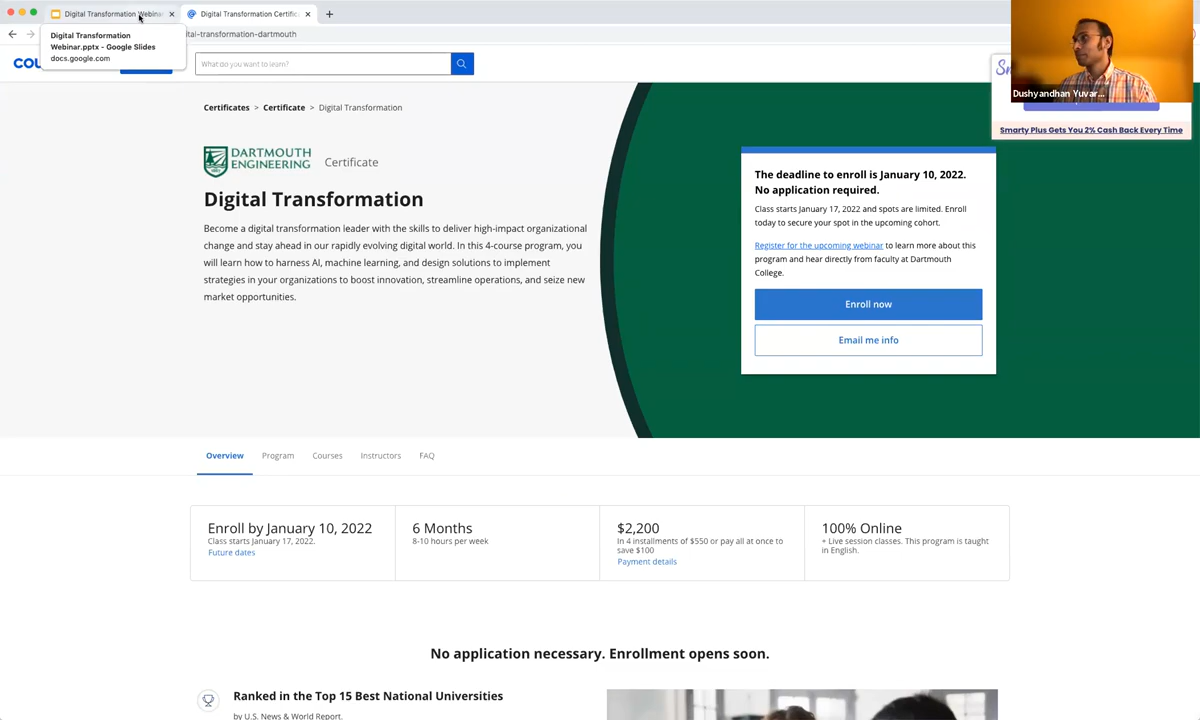 Digital Transformation Webina
Digital Transformation Certific
Digital Transformation
Webinar.pptx - Google Slides
docs.google.com
ital-transformation-dartmouth
COU
What do you want to learn?
Sm
Dushyandhan Yuvar...
Smarty Plus Gets You 2% Cash Back Every Time
Certificates > Certificate > Digital Transformation
DARTMOUTH
ENGINEERING
Certificate
Digital Transformation
Become a digital transformation leader with the skills to deliver high-impact organizational
change and stay ahead in our rapidly evolving digital world. In this 4-course program, you
will learn how to harness AI, machine learning, and design solutions to implement
strategies in your organizations to boost innovation, streamline operations, and seize new
market opportunities.
The deadline to enroll is January 10, 2022.
No application required.
Class starts January 17, 2022 and spots are limited. Enroll
today to secure your spot in the upcoming cohort.
Register for the upcoming webinar to learn more about this
program and hear directly from faculty at Dartmouth
College.
Enroll now
Email me info
Overview
Program
Courses
Instructors
FAQ
Enroll by January 10, 2022
Class starts January 17, 2022.
Future dates
6 Months
8-10 hours per week
$2,200
In 4 installments of $550 or pay all at once to
save $100
Payment details
100% Online
+ Live session classes. This program is taught
in English.
No application necessary. Enrollment opens soon.
Ranked in the Top 15 Best National Universities
by U.S. News & World Report.